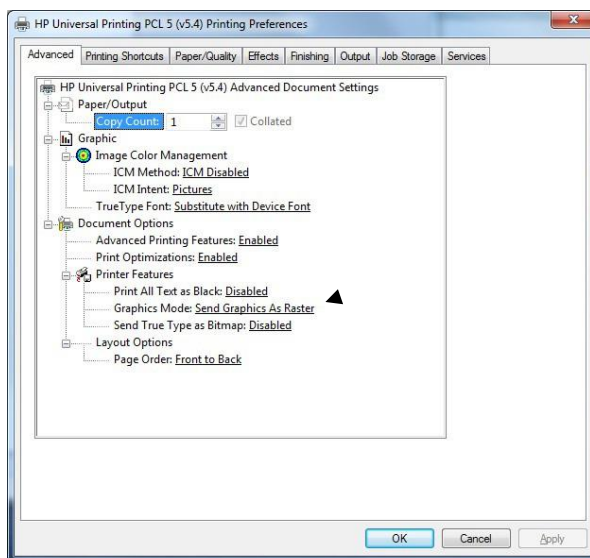 HP Universal Printing PCL 5 (v5.4) Printing Preferences
Advanced Printing Shortcuts Paper/Quality Effects Finishing Output Job Storage Services
HP Universal Printing PCL 5 (v5.4) Advanced Document Settings
Paper/Output
Copy Count: 1 Collated
Graphic
Image Color Management
ICM Method: ICM Disabled
ICM Intent: Pictures
TrueType Font: Substitute with Device Font
Document Options
Advanced Printing Features: Enabled
Print Optimizations: Enabled
Printer Features
Print All Text as Black: Disabled
Graphics Mode: Send Graphics As Raster
Send True Type as Bitmap: Disabled
Layout Options
Page Order: Front to Back
OK Cancel Apply